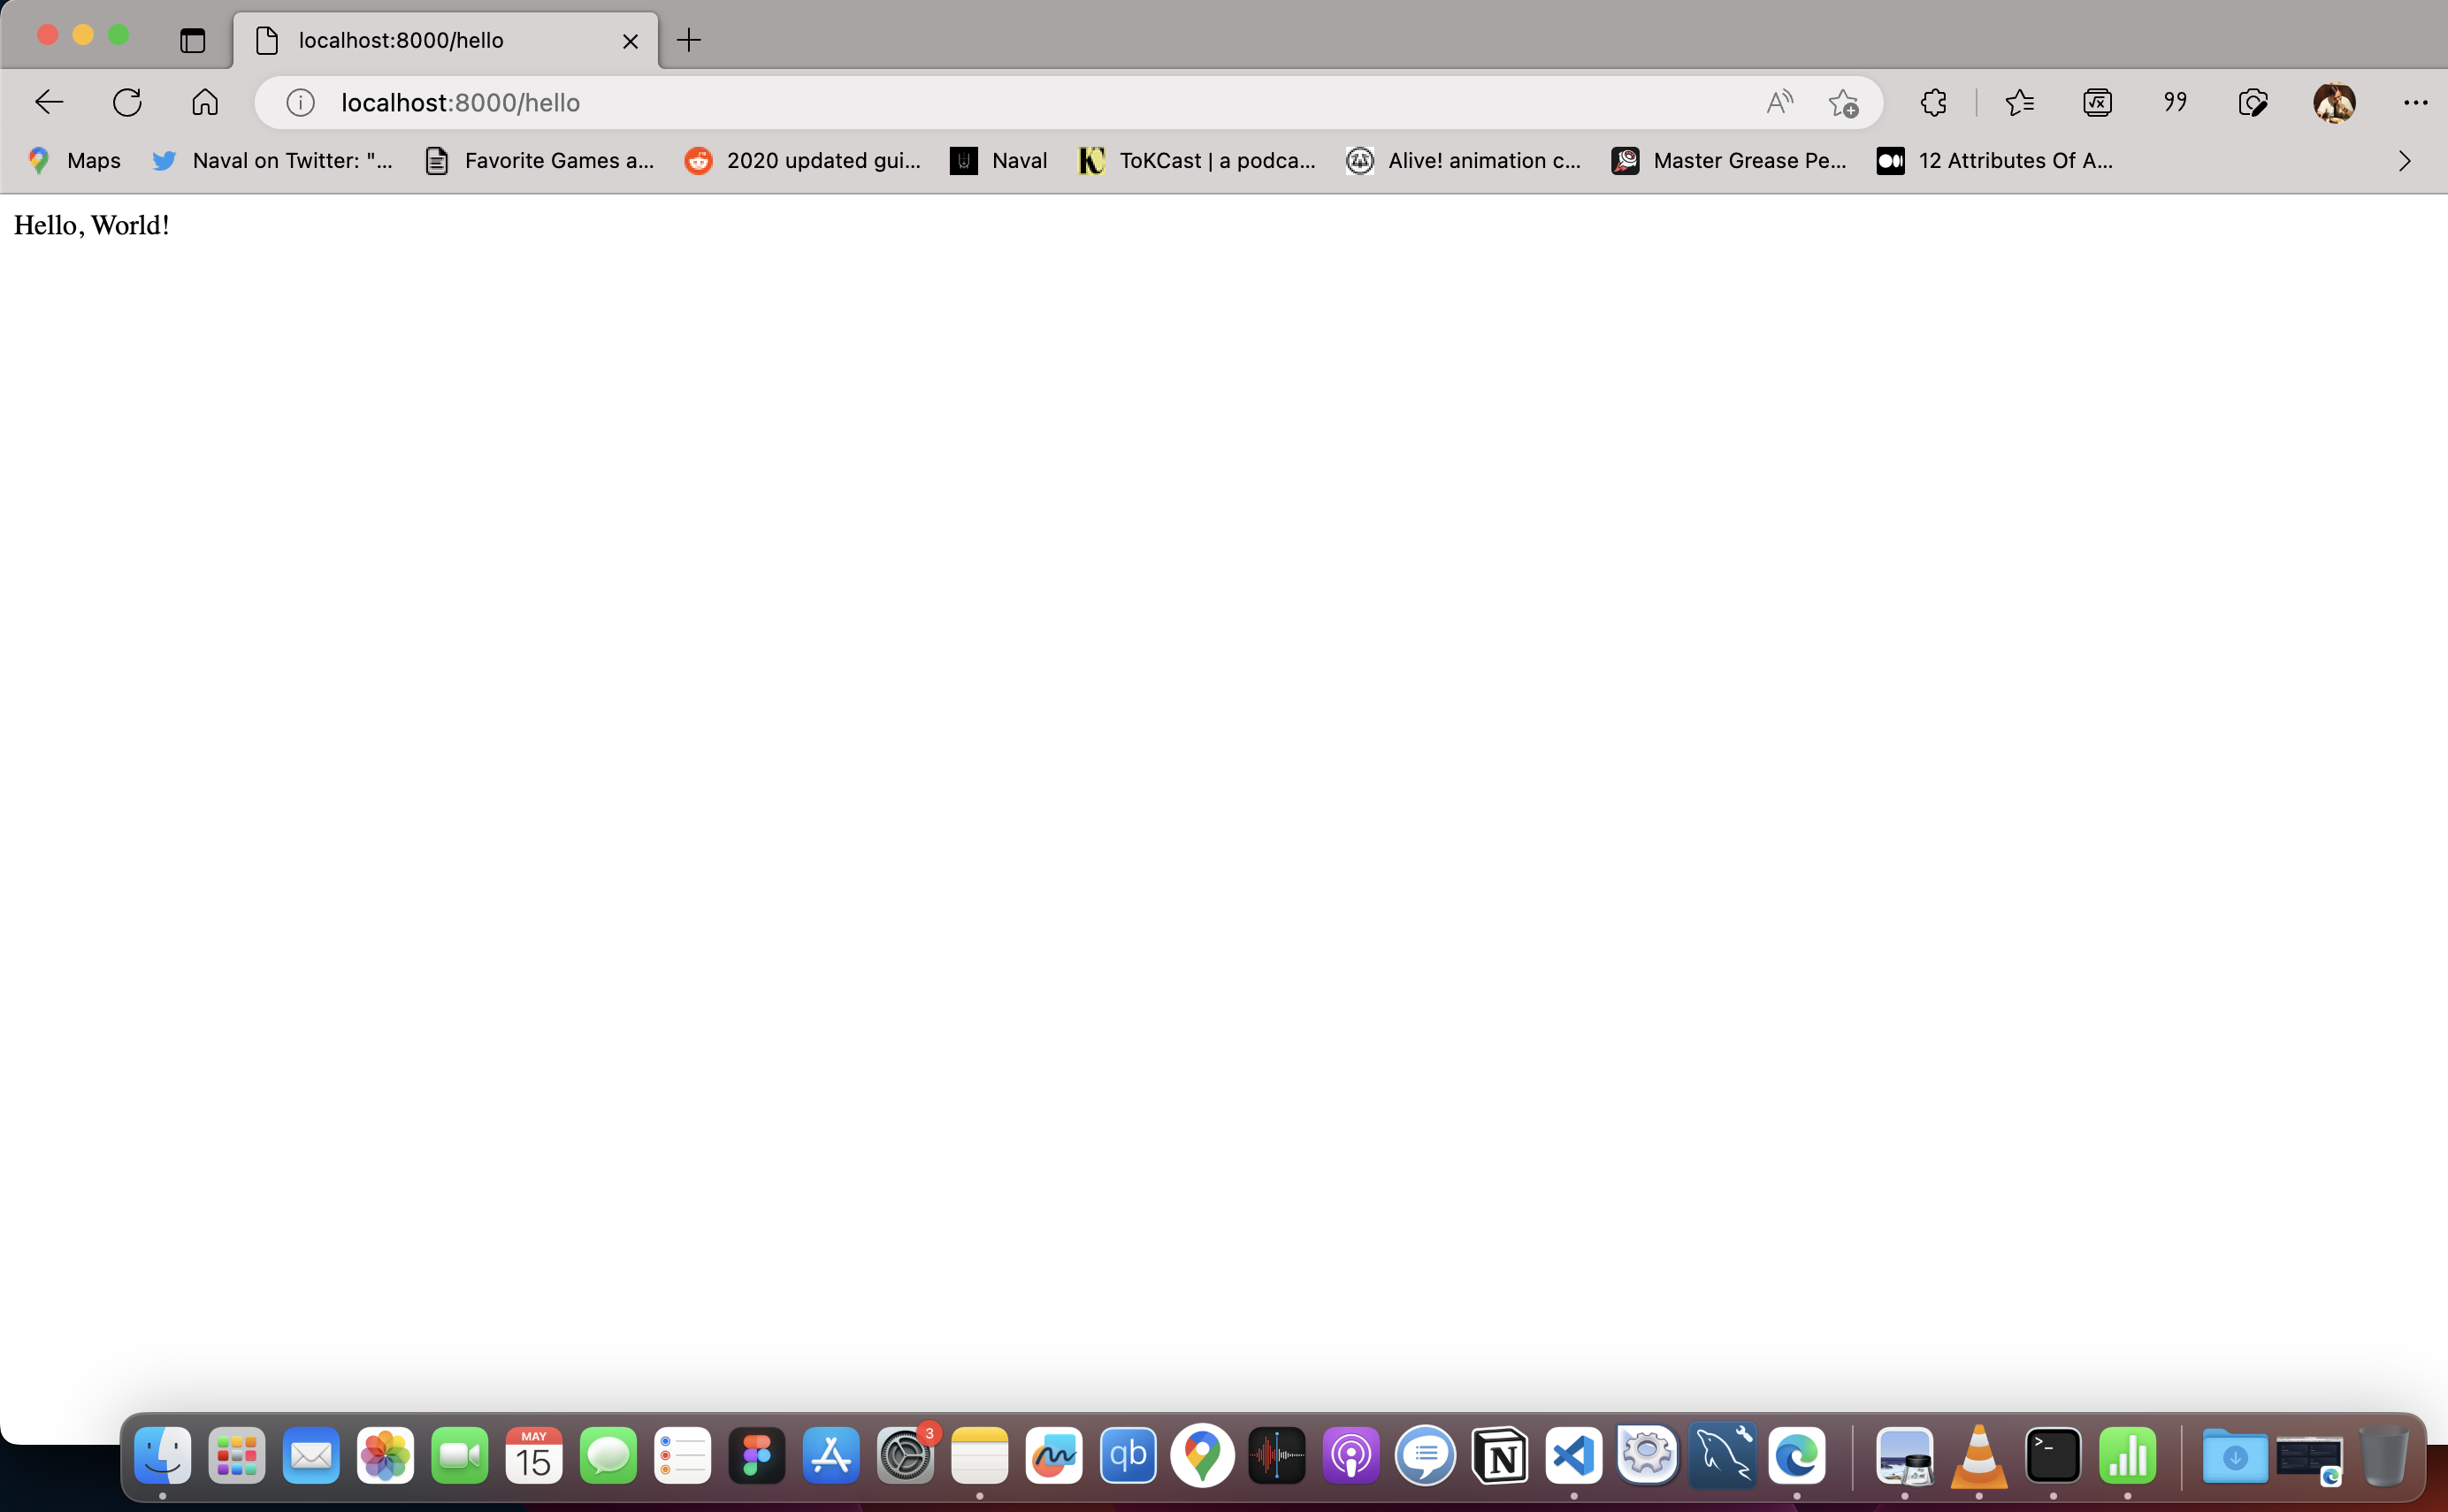 localhost:8000/hello
localhost:8000/hello
Maps Naval on Twitter: "... Favorite Games a... 2020 updated gui... Naval ToKCast | a podca... Alive! animation c... Master Grease Pe... 12 Attributes Of A...
Hello, World!
MAY
15
3
qb